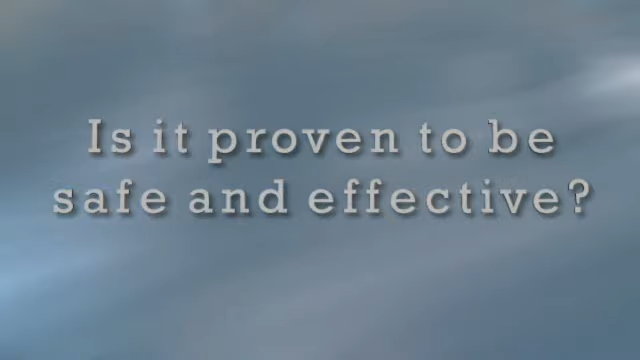 Is it proven to be
safe and effective?